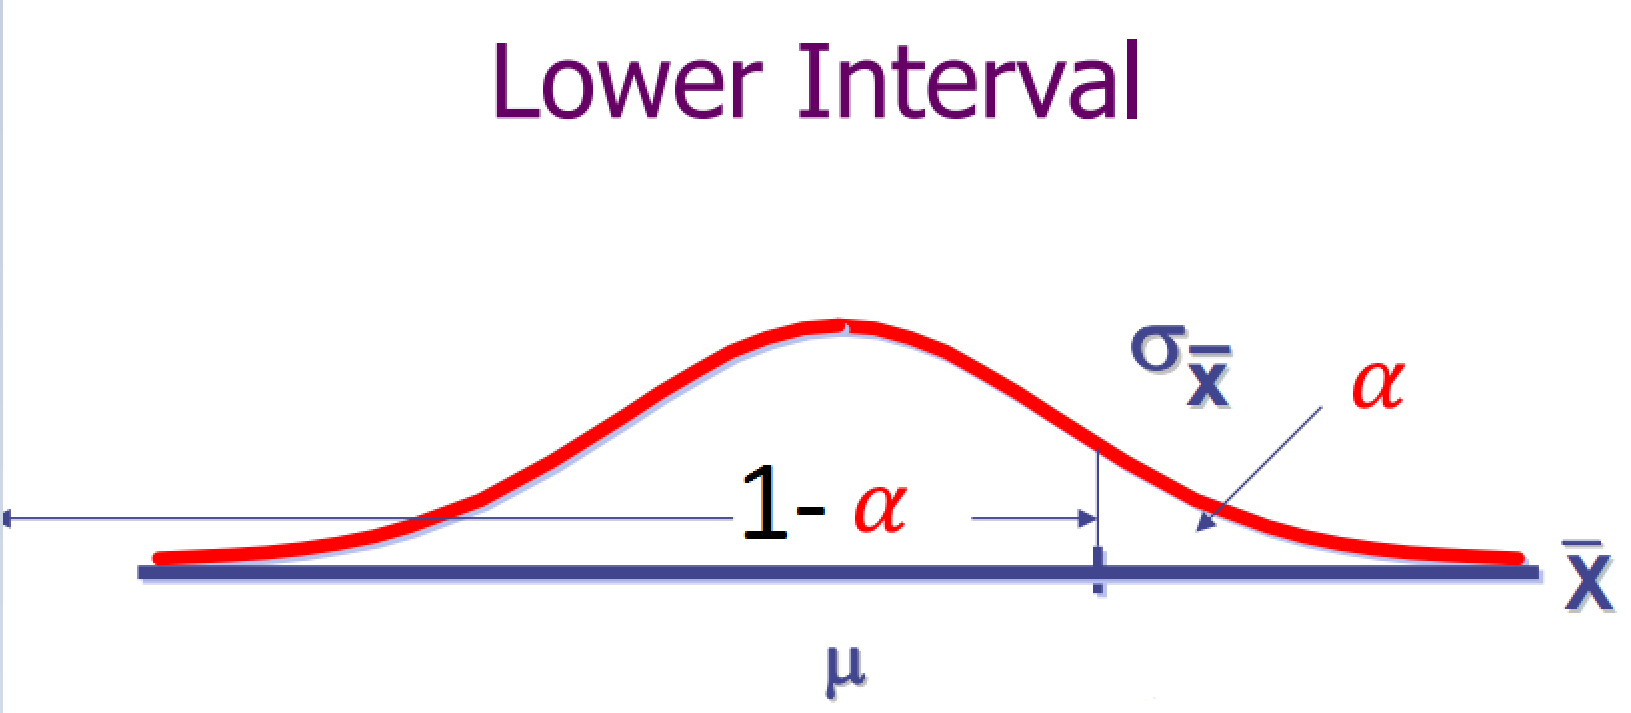 Lower Interval
σx̅
α
1- α
x̅
μ